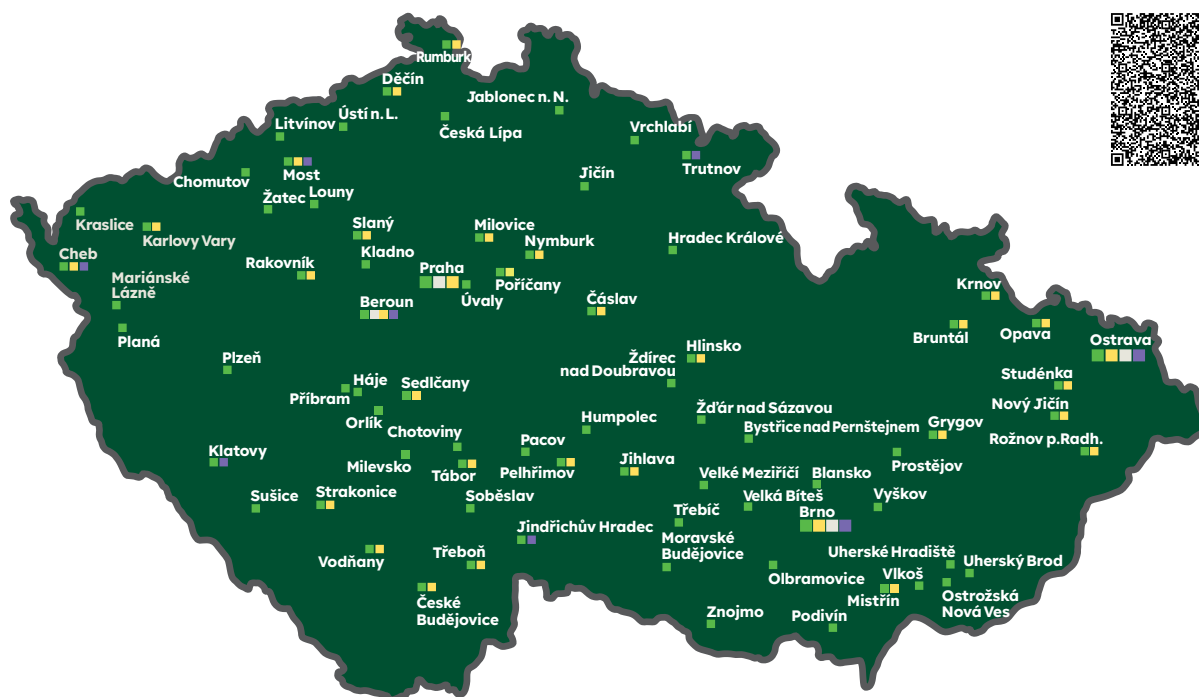 Rumburk
Děčín
Jablonec n. N.
Ústí n. L.
Litvínov
Česká Lípa
Vrchlabí
Most
Trutnov
Chomutov
Jičín
Žatec
Louny
Kraslice
Karlovy Vary
Slaný
Milovice
Nymburk
Hradec Králové
Cheb
Kladno
Rakovník
Praha
Poříčany
Mariánské
Lázně
Úvaly
Beroun
Čáslav
Krnov
Planá
Bruntál
Opava
Ostrava
Plzeň
Hlinsko
Ždírec
nad Doubravou
Studénka
Háje
Sedlčany
Příbram
Orlík
Nový Jičín
Humpolec
Žďár nad Sázavou
Bystřice nad Pernštejnem
Grygov
Chotoviny
Rožnov p.Radh.
Klatovy
Pacov
Milevsko
Tábor
Pelhřimov
Jihlava
Velké Meziříčí
Blansko
Prostějov
Sušice
Strakonice
Soběslav
Velká Bíteš
Vyškov
Třebíč
Brno
Jindřichův Hradec
Moravské
Budějovice
Vodňany
Třeboň
Uherské Hradiště
Uherský Brod
Olbramovice
Vlkoš
České
Budějovice
Mistřín
Ostrožská
Nová Ves
Znojmo
Podivín